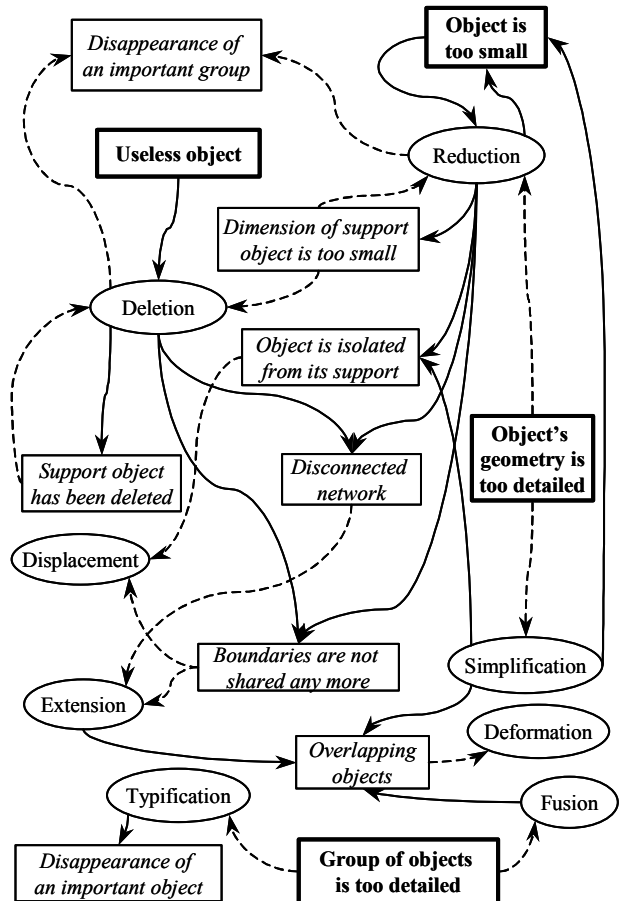 Disappearance of
an important group
Object is
too small
Useless object
Reduction
Dimension of support
object is too small
Deletion
Object is isolated
from its support
Support object
has been deleted
Disconnected
network
Object’s
geometry is
too detailed
Displacement
Boundaries are not
shared any more
Simplification
Extension
Deformation
Overlapping
objects
Typification
Fusion
Disappearance of
an important object
Group of objects
is too detailed